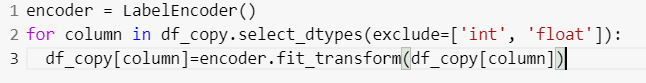 1 encoder = LabelEncoder()
2 for column in df_copy.select_dtypes(exclude=['int', 'float']):
3   df_copy[column]=encoder.fit_transform(df_copy[column])